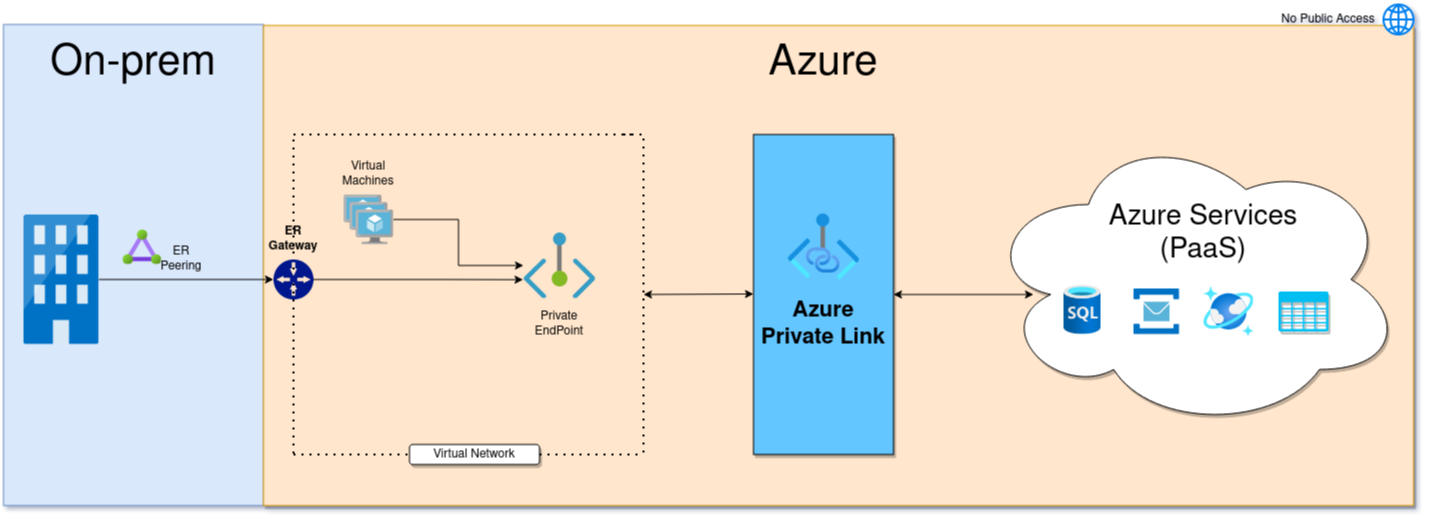 No Public Access
On-prem
Azure
Virtual
Machines
ER
Gateway
ER
Peering
Private
EndPoint
Virtual Network
Azure
Private Link
Azure Services
(PaaS)
SQL